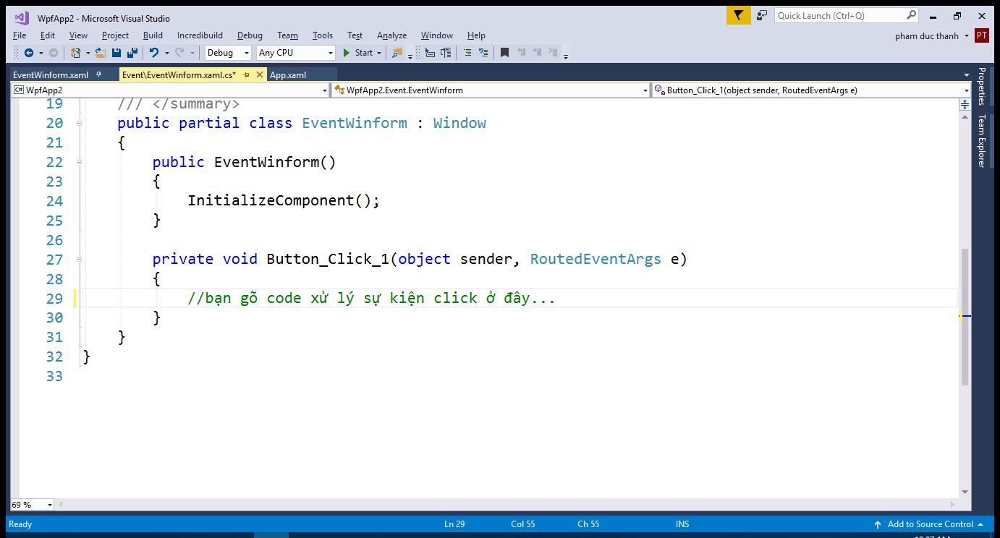 WpfApp2 - Microsoft Visual Studio
Quick Launch (Ctrl+Q)
File Edit View Project Build Incredibuild Debug Team Tools Test Analyze Window Help
pham duc thanh PT
Debug Any CPU Start
EventWinform.xaml Event\EventWinform.xaml.cs* App.xaml
C# WpfApp2 WpfApp2.Event.EventWinform Button_Click_1(object sender, RoutedEventArgs e)
Properties
Team Explorer
19 /// </summary>
20 public partial class EventWinform : Window
21 {
22 public EventWinform()
23 {
24 InitializeComponent();
25 }
26
27 private void Button_Click_1(object sender, RoutedEventArgs e)
28 {
29 //bạn gõ code xử lý sự kiện click ở đây...
30 }
31 }
32 }
33
69 %
Ready Ln 29 Col 55 Ch 55 INS Add to Source Control